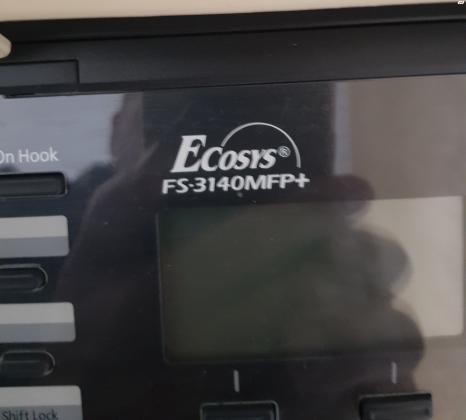 On Hook
ECOSYS®
FS-3140MFP+
Shift Lock